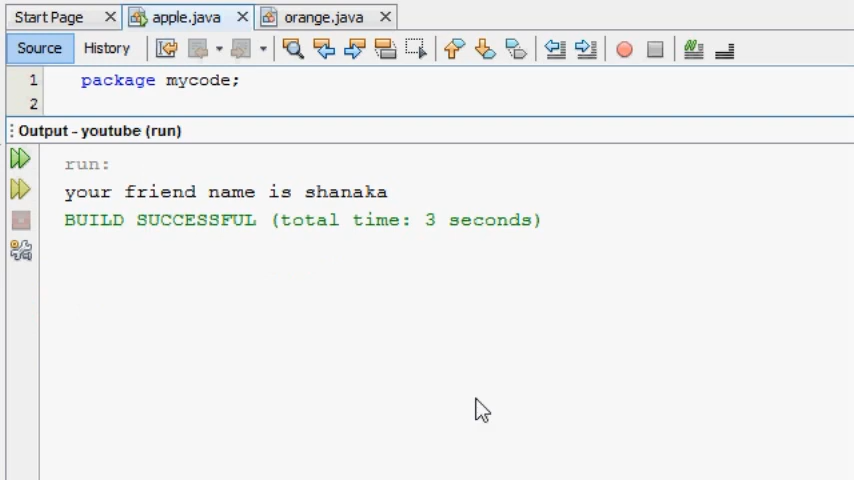 Start Page apple.java orange.java
Source History
1 package mycode;
2
Output - youtube (run)
run:
your friend name is shanaka
BUILD SUCCESSFUL (total time: 3 seconds)